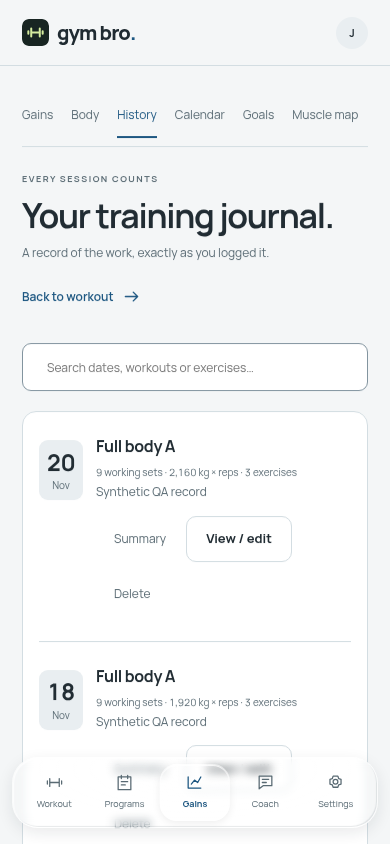 gym bro.
J
Gains Body History Calendar Goals Muscle map
EVERY SESSION COUNTS
Your training journal.
A record of the work, exactly as you logged it.
Back to workout →
Search dates, workouts or exercises...
20
Nov
Full body A
9 working sets · 2,160 kg × reps · 3 exercises
Synthetic QA record
Summary View / edit
Delete
18
Nov
Full body A
9 working sets · 1,920 kg × reps · 3 exercises
Synthetic QA record
Workout Programs Gains Coach Settings
Delete